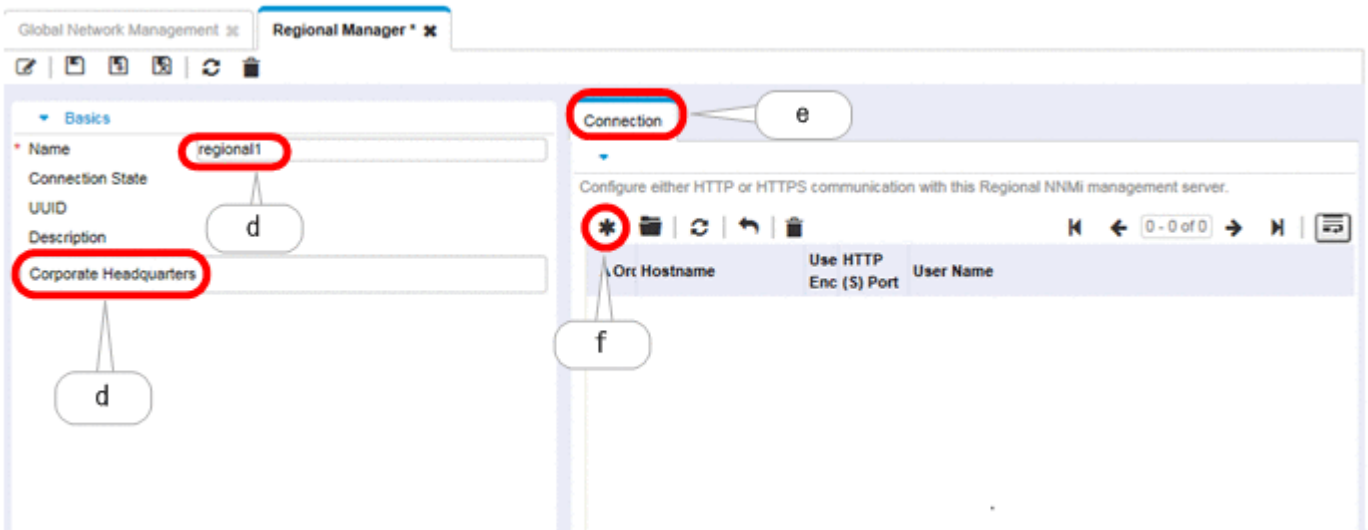 Global Network Management ✖
Regional Manager * ✖
Basics
* Name regional1
Connection State
UUID
Description
Corporate Headquarters
d
d
Connection
e
Configure either HTTP or HTTPS communication with this Regional NNMi management server.
0 - 0 of 0
Orc Hostname Use Enc HTTP (S) Port User Name
f